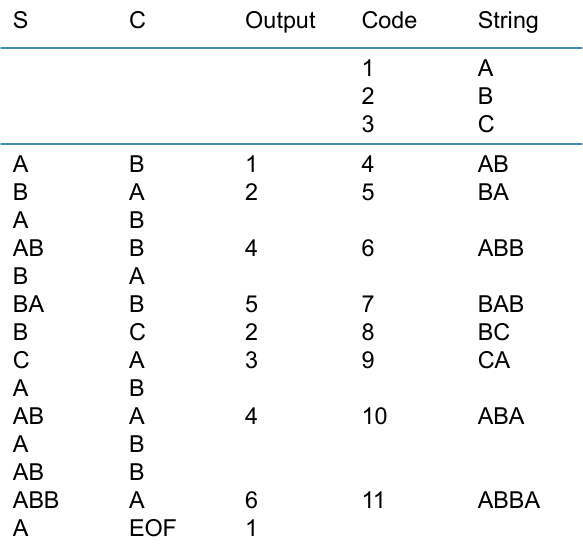 S C Output Code String
1 A
2 B
3 C
A B 1 4 AB
B A 2 5 BA
A B
AB B 4 6 ABB
B A
BA B 5 7 BAB
B C 2 8 BC
C A 3 9 CA
A B
AB A 4 10 ABA
A B
AB B
ABB A 6 11 ABBA
A EOF 1